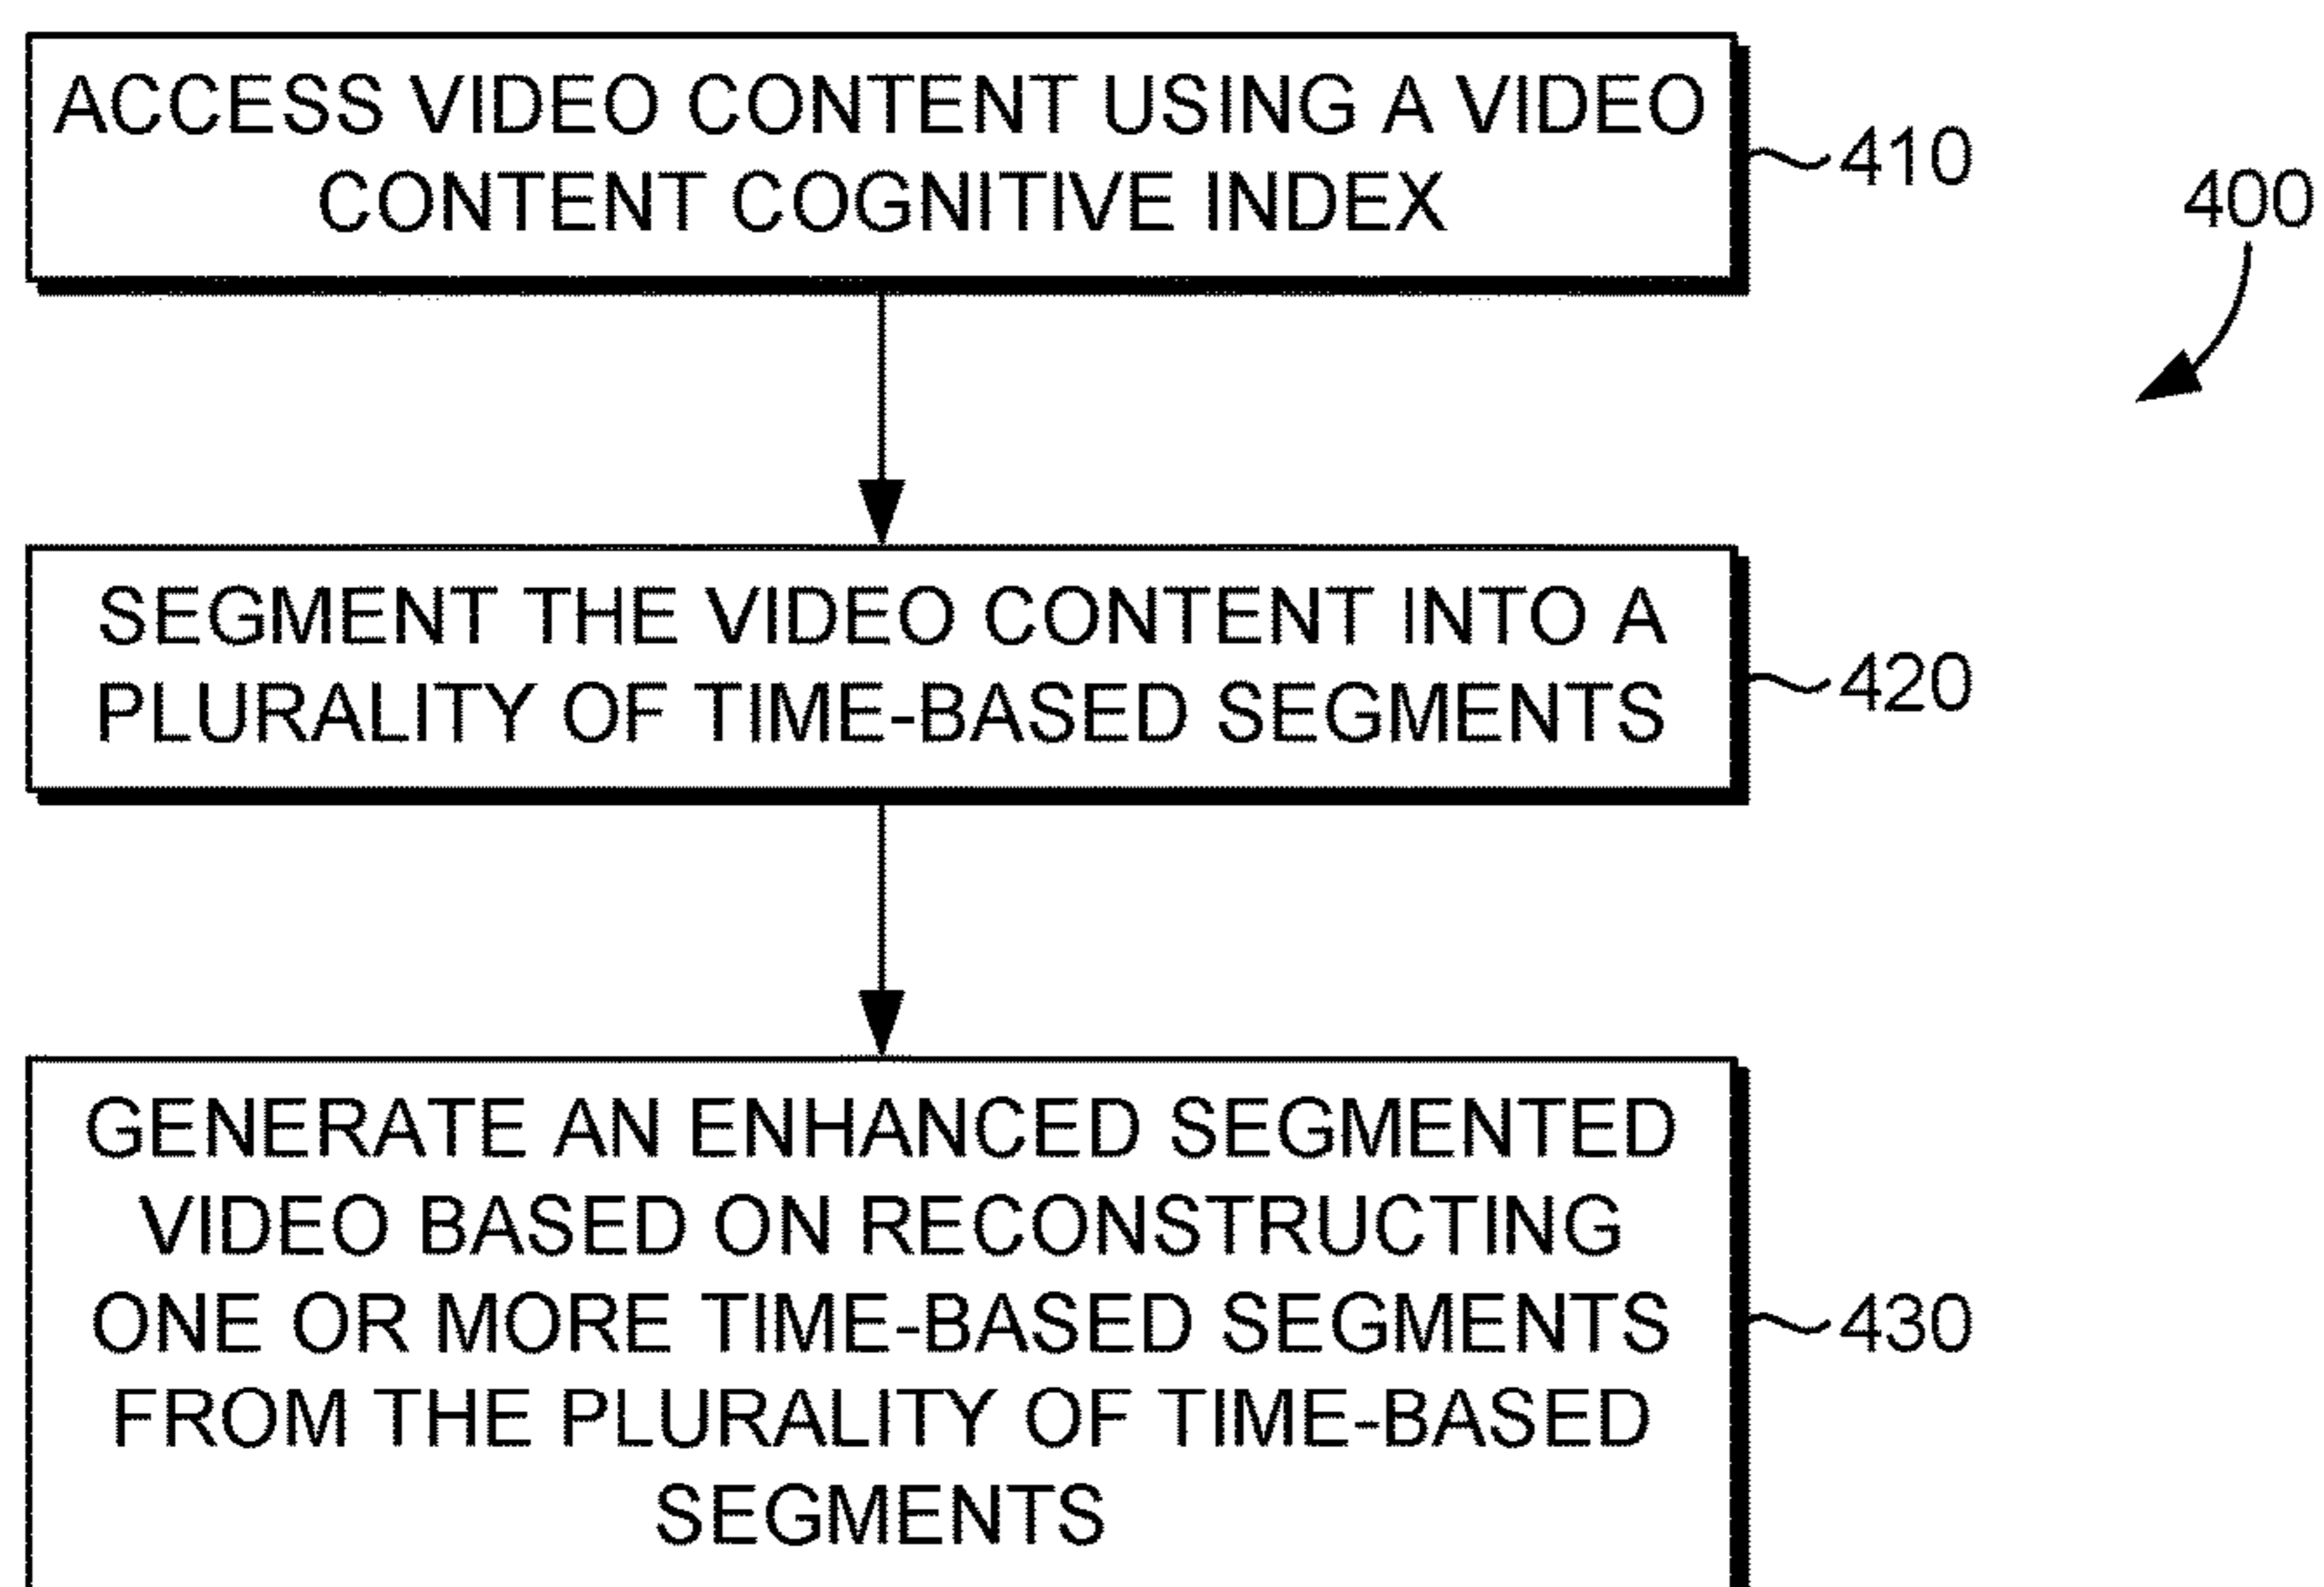 ACCESS VIDEO CONTENT USING A VIDEO
CONTENT COGNITIVE INDEX
410
400
SEGMENT THE VIDEO CONTENT INTO A
PLURALITY OF TIME-BASED SEGMENTS
420
GENERATE AN ENHANCED SEGMENTED
VIDEO BASED ON RECONSTRUCTING
ONE OR MORE TIME-BASED SEGMENTS
FROM THE PLURALITY OF TIME-BASED
SEGMENTS
430